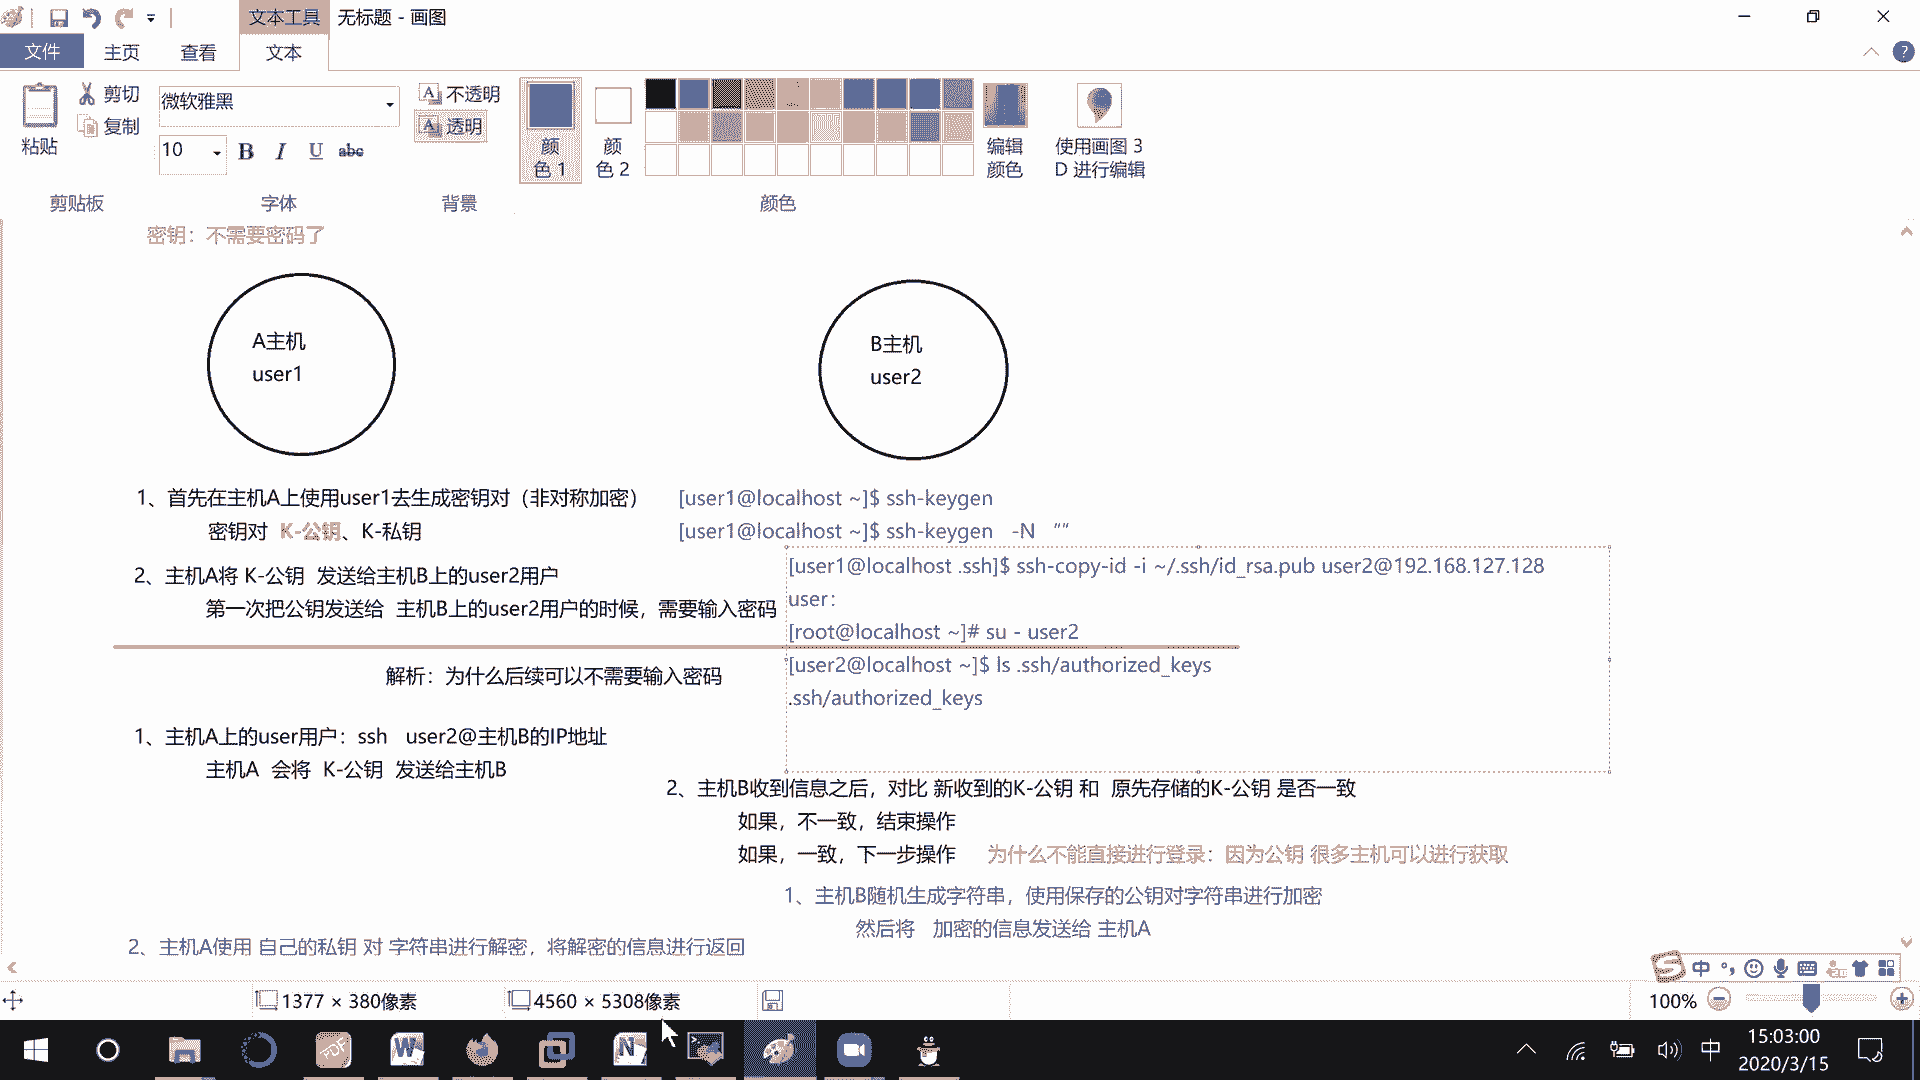 文本工具 无标题 - 画图
文件 主页 查看 文本
粘贴 剪切 复制
微软雅黑
10 B I U abc
不透明
透明
颜色 1
颜色 2
编辑颜色
使用画图 3D 进行编辑
剪贴板 字体 背景 颜色
密钥：不需要密码了
A主机
user1
B主机
user2
1、首先在主机A上使用user1去生成密钥对（非对称加密） [user1@localhost ~]$ ssh-keygen
密钥对 K-公钥、K-私钥 [user1@localhost ~]$ ssh-keygen -N ""
2、主机A将 K-公钥 发送给主机B上的user2用户 [user1@localhost .ssh]$ ssh-copy-id -i ~/.ssh/id_rsa.pub user2@192.168.127.128
第一次把公钥发送给 主机B上的user2用户的时候，需要输入密码 user：
[root@localhost ~]# su - user2
解析：为什么后续可以不需要输入密码 [user2@localhost ~]$ ls .ssh/authorized_keys
.ssh/authorized_keys
1、主机A上的user用户：ssh user2@主机B的IP地址
主机A 会将 K-公钥 发送给主机B
2、主机B收到信息之后，对比 新收到的K-公钥 和 原先存储的K-公钥 是否一致
如果，不一致，结束操作
如果，一致，下一步操作 为什么不能直接进行登录：因为公钥 很多主机可以进行获取
1、主机B随机生成字符串，使用保存的公钥对字符串进行加密
然后将 加密的信息发送给 主机A
2、主机A使用 自己的私钥 对 字符串进行解密，将解密的信息进行返回
中
1377 × 380像素 4560 × 5308像素 100%
中 15:03:00
2020/3/15